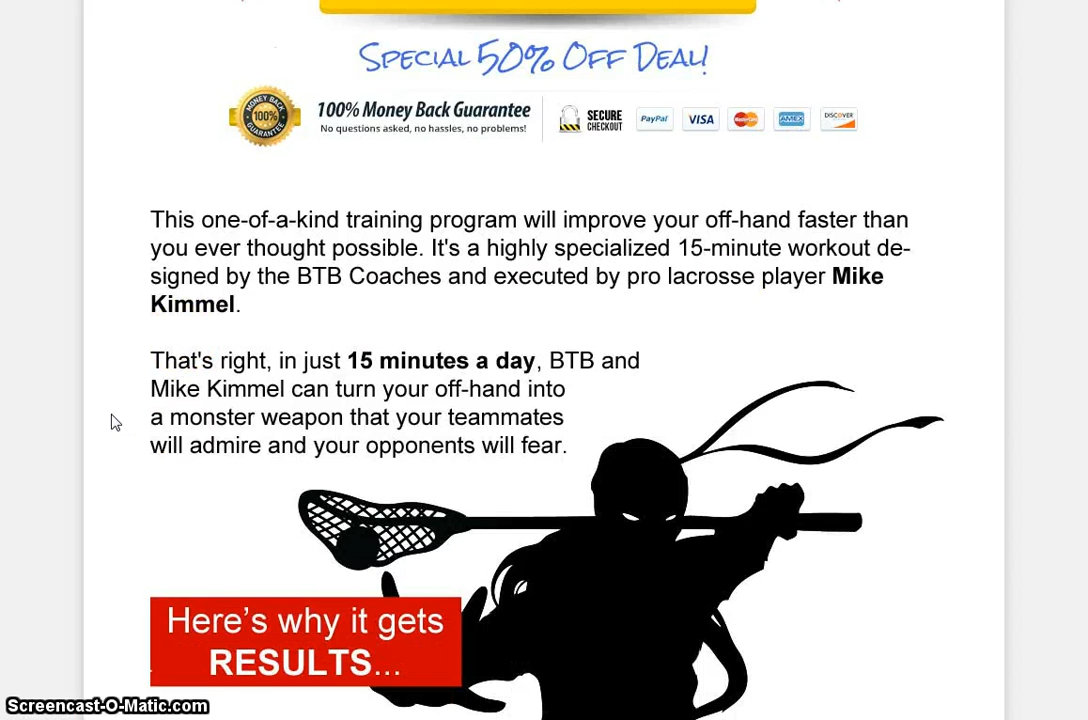 Special 50% Off Deal!
MONEY BACK
100%
GUARANTEE
100% Money Back Guarantee
No questions asked, no hassles, no problems!
SECURE
CHECKOUT
PayPal
VISA
MasterCard
AMEX
DISCOVER
This one-of-a-kind training program will improve your off-hand faster than
you ever thought possible. It's a highly specialized 15-minute workout de-
signed by the BTB Coaches and executed by pro lacrosse player Mike
Kimmel.
That's right, in just 15 minutes a day, BTB and
Mike Kimmel can turn your off-hand into
a monster weapon that your teammates
will admire and your opponents will fear.
Here’s why it gets
RESULTS...
Screencast-O-Matic.com